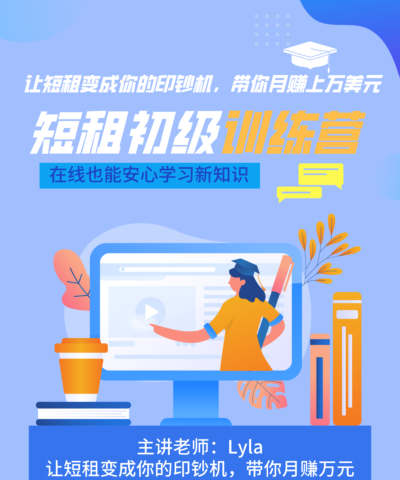 让短租变成你的印钞机，带你月赚上万美元
短租初级训练营
在线也能安心学习新知识
主讲老师：Lyla
让短租变成你的印钞机，带你月赚万元